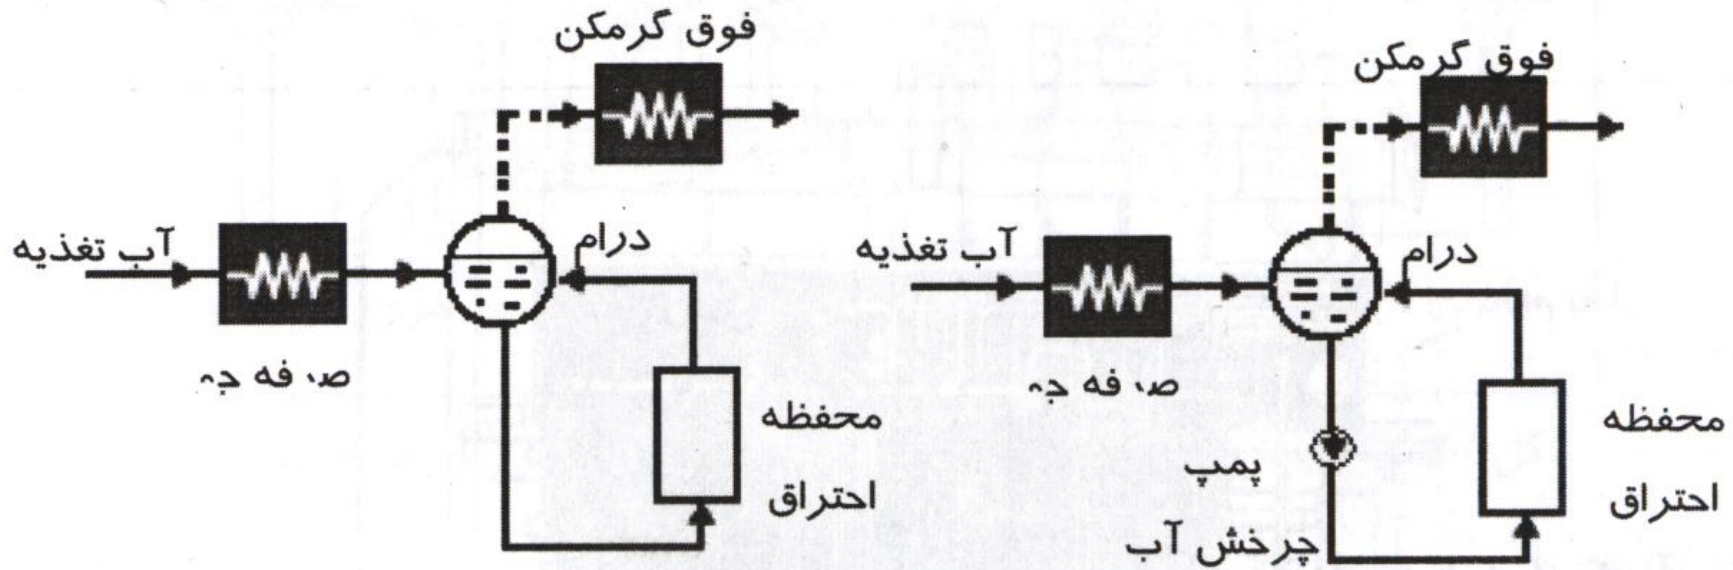 فوق گرمکن
آب تغذیه
درام
محفظه
احتراق
فوق گرمکن
آب تغذیه
درام
پمپ
چرخش آب
محفظه
احتراق